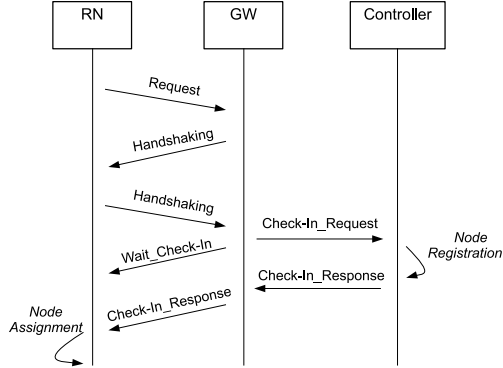 RN
GW
Controller
Request
Handshaking
Handshaking
Check-In_Request
Wait_Check-In
Node
Registration
Check-In_Response
Check-In_Response
Node
Assignment